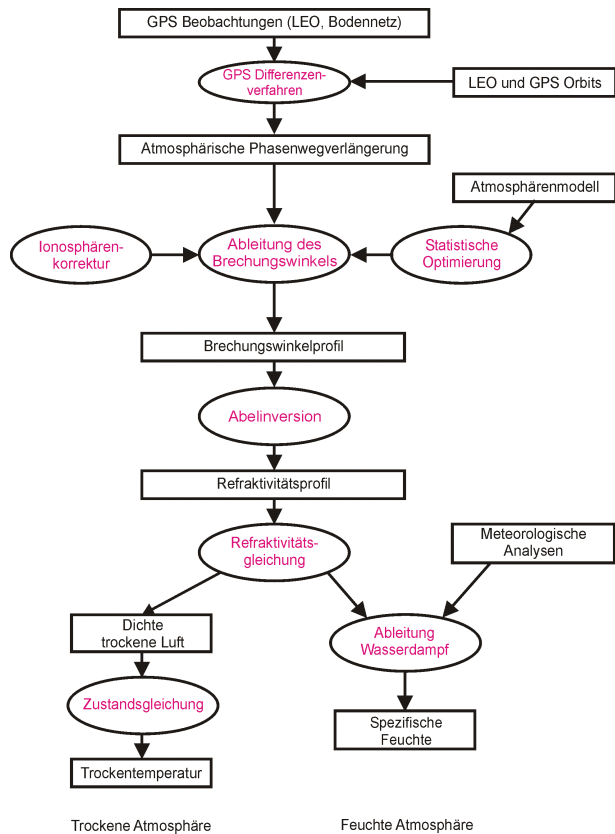 GPS Beobachtungen (LEO, Bodennetz)
GPS Differenzen-
verfahren
LEO und GPS Orbits
Atmosphärische Phasenwegverlängerung
Atmosphärenmodell
Ionosphären-
korrektur
Ableitung des
Brechungswinkels
Statistische
Optimierung
Brechungswinkelprofil
Abelinversion
Refraktivitätsprofil
Refraktivitäts-
gleichung
Meteorologische
Analysen
Dichte
trockene Luft
Ableitung
Wasserdampf
Zustandsgleichung
Spezifische
Feuchte
Trockentemperatur
Trockene Atmosphäre
Feuchte Atmosphäre